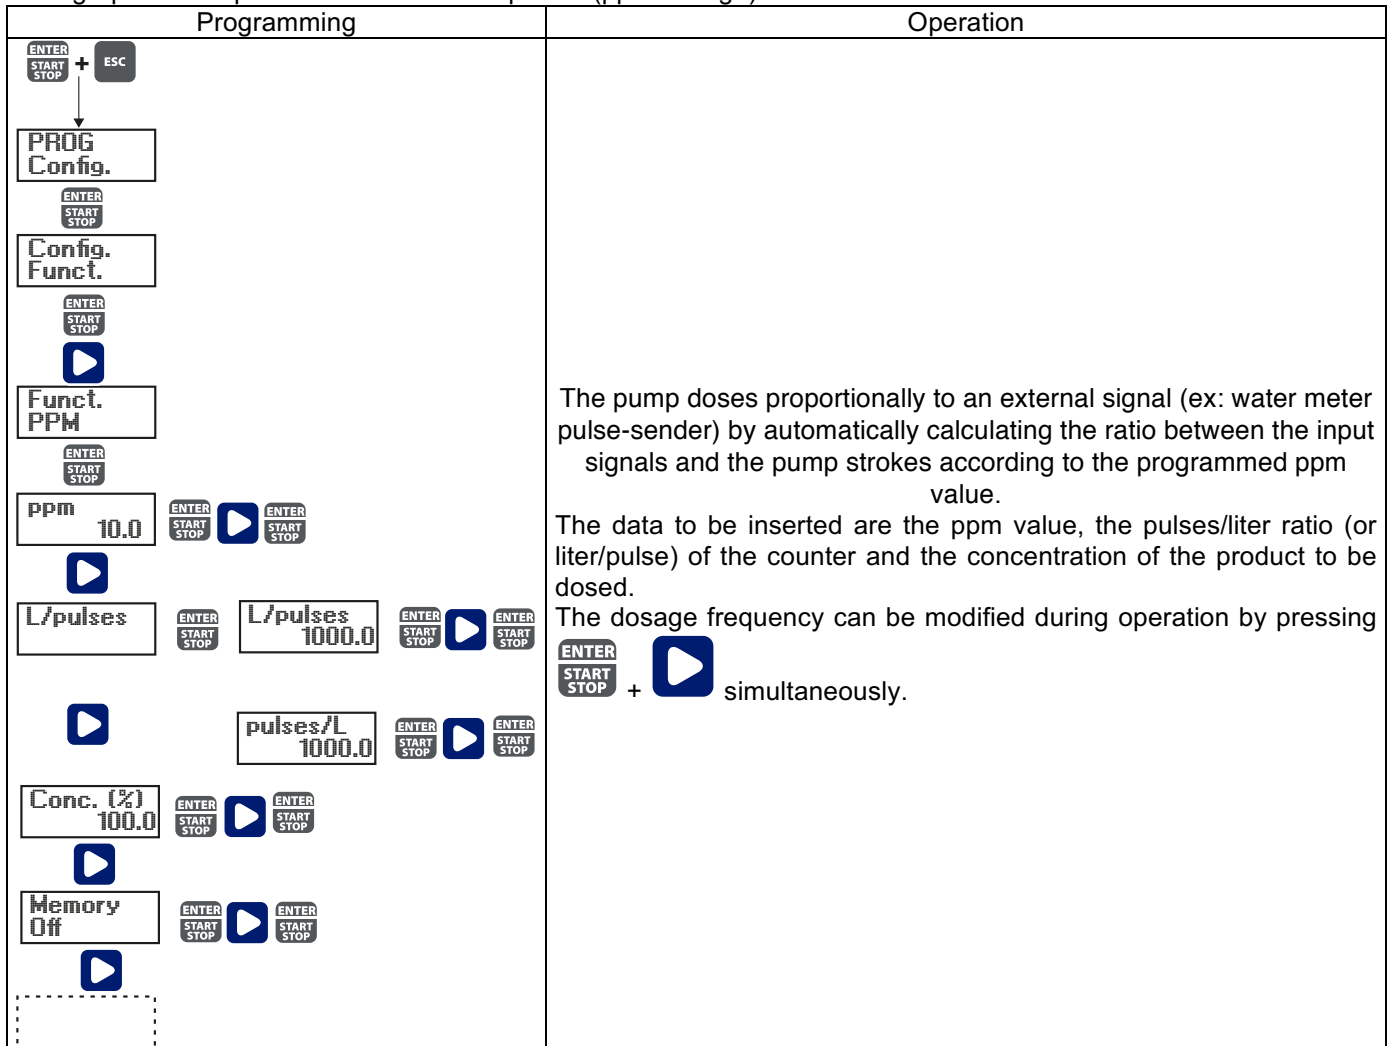 Programming
Operation
ENTER
START
STOP
+
ESC
PROG
Config.
ENTER
START
STOP
Config.
Funct.
ENTER
START
STOP
Funct.
PPM
ENTER
START
STOP
ppm
10.0
ENTER
START
STOP
ENTER
START
STOP
L/pulses
ENTER
START
STOP
L/pulses
1000.0
ENTER
START
STOP
ENTER
START
STOP
pulses/L
1000.0
ENTER
START
STOP
ENTER
START
STOP
Conc. (%)
100.0
ENTER
START
STOP
ENTER
START
STOP
Memory
Off
ENTER
START
STOP
ENTER
START
STOP
The pump doses proportionally to an external signal (ex: water meter
pulse-sender) by automatically calculating the ratio between the input
signals and the pump strokes according to the programmed ppm
value.
The data to be inserted are the ppm value, the pulses/liter ratio (or
liter/pulse) of the counter and the concentration of the product to be
dosed.
The dosage frequency can be modified during operation by pressing
ENTER
START
STOP
+ simultaneously.